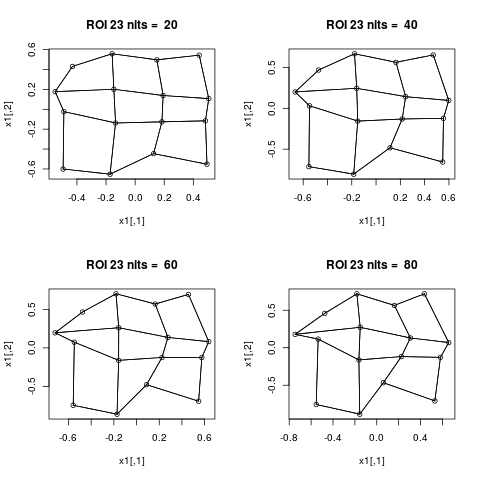 ROI 23 nits = 20
0.6
0.2
-0.2
-0.6
x1[,2]
-0.4 -0.2 0.0 0.2 0.4
x1[,1]
ROI 23 nits = 40
0.5
0.0
-0.5
x1[,2]
-0.6 -0.2 0.2 0.4 0.6
x1[,1]
ROI 23 nits = 60
0.5
0.0
-0.5
x1[,2]
-0.6 -0.2 0.2 0.6
x1[,1]
ROI 23 nits = 80
0.5
0.0
-0.5
x1[,2]
-0.8 -0.4 0.0 0.4
x1[,1]